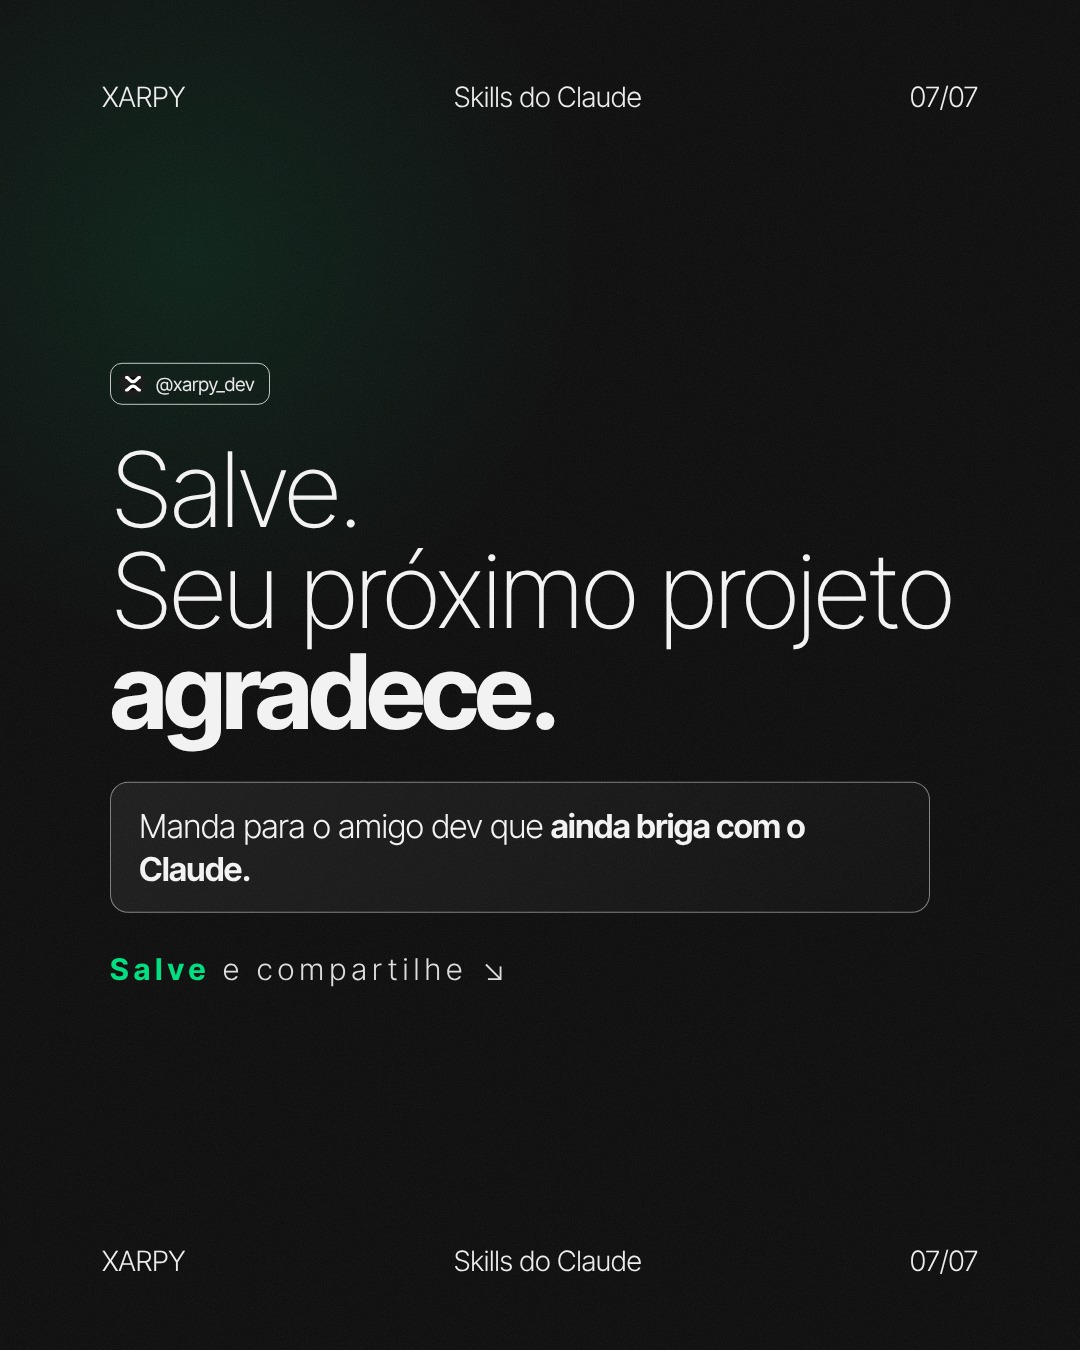 XARPY Skills do Claude 07/07
@xarpy_dev
Salve.
Seu próximo projeto
agradece.
Manda para o amigo dev que ainda briga com o
Claude.
Salve e compartilhe ↘
XARPY Skills do Claude 07/07